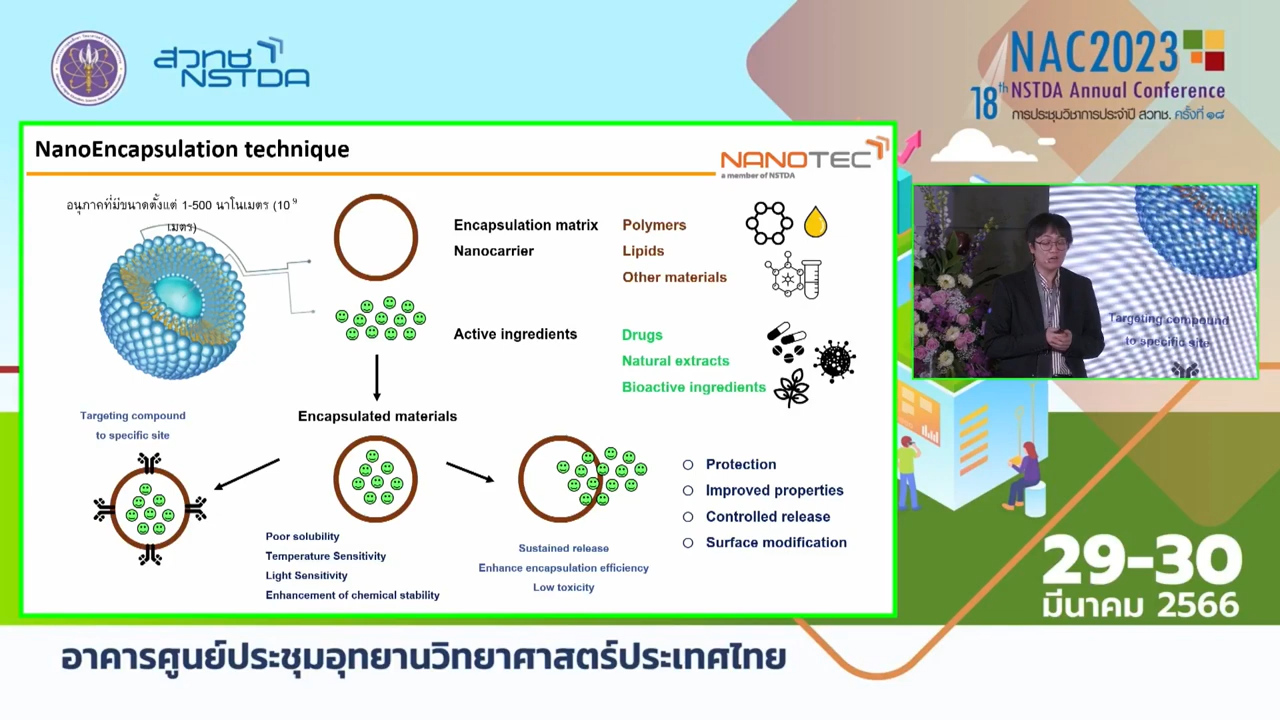 สวทช
NSTDA
NAC2023
18th NSTDA Annual Conference
การประชุมวิชาการประจำปี สวทช. ครั้งที่ ๑๘
NanoEncapsulation technique
NANOTEC
a member of NSTDA
อนุภาคที่มีขนาดตั้งแต่ 1-500 นาโนเมตร (10⁻⁹
เมตร)
Encapsulation matrix
Nanocarrier
Polymers
Lipids
Other materials
Active ingredients
Drugs
Natural extracts
Bioactive ingredients
Encapsulated materials
Targeting compound
to specific site
Poor solubility
Temperature Sensitivity
Light Sensitivity
Enhancement of chemical stability
Sustained release
Enhance encapsulation efficiency
Low toxicity
Protection
Improved properties
Controlled release
Surface modification
Targeting compound
to specific site
29-30
มีนาคม 2566
อาคารศูนย์ประชุมอุทยานวิทยาศาสตร์ประเทศไทย